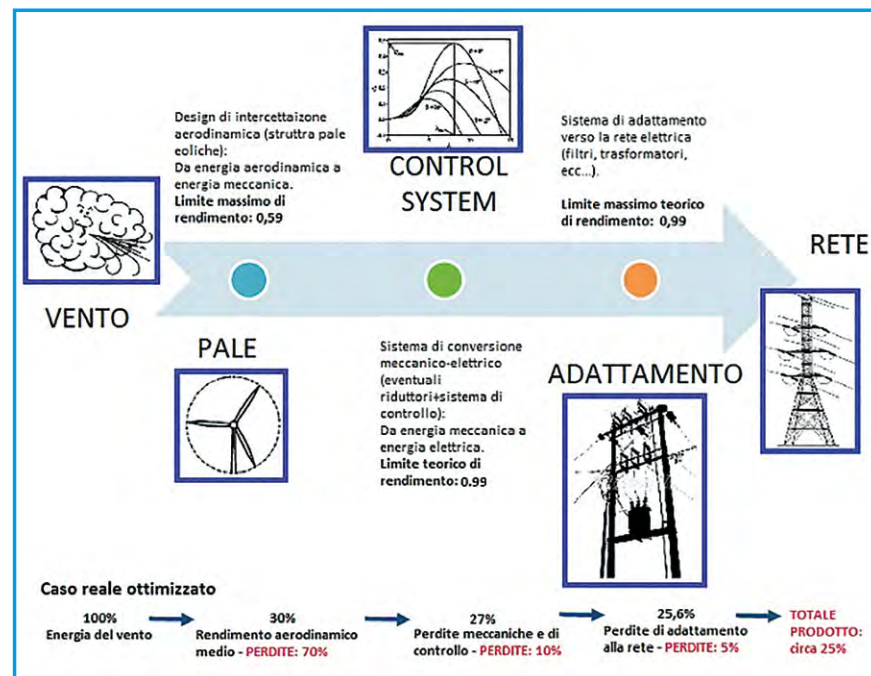 Design di intercettaizone
aerodinamica (struttra pale
eoliche):
Da energia aerodinamica a
energia meccanica.
Limite massimo di
rendimento: 0,59
CONTROL
SYSTEM
Sistema di adattamento
verso la rete elettrica
(filtri, trasformatori,
ecc...).
Limite massimo teorico
di rendimento: 0,99
RETE
VENTO
PALE
Sistema di conversione
meccanico-elettrico
(eventuali
riduttori+sistema di
controllo):
Da energia meccanica a
energia elettrica.
Limite teorico di
rendimento: 0.99
ADATTAMENTO
Caso reale ottimizzato
100%
Energia del vento
30%
Rendimento aerodinamico
medio - PERDITE: 70%
27%
Perdite meccaniche e di
controllo - PERDITE: 10%
25,6%
Perdite di adattamento
alla rete - PERDITE: 5%
TOTALE
PRODOTTO:
circa 25%